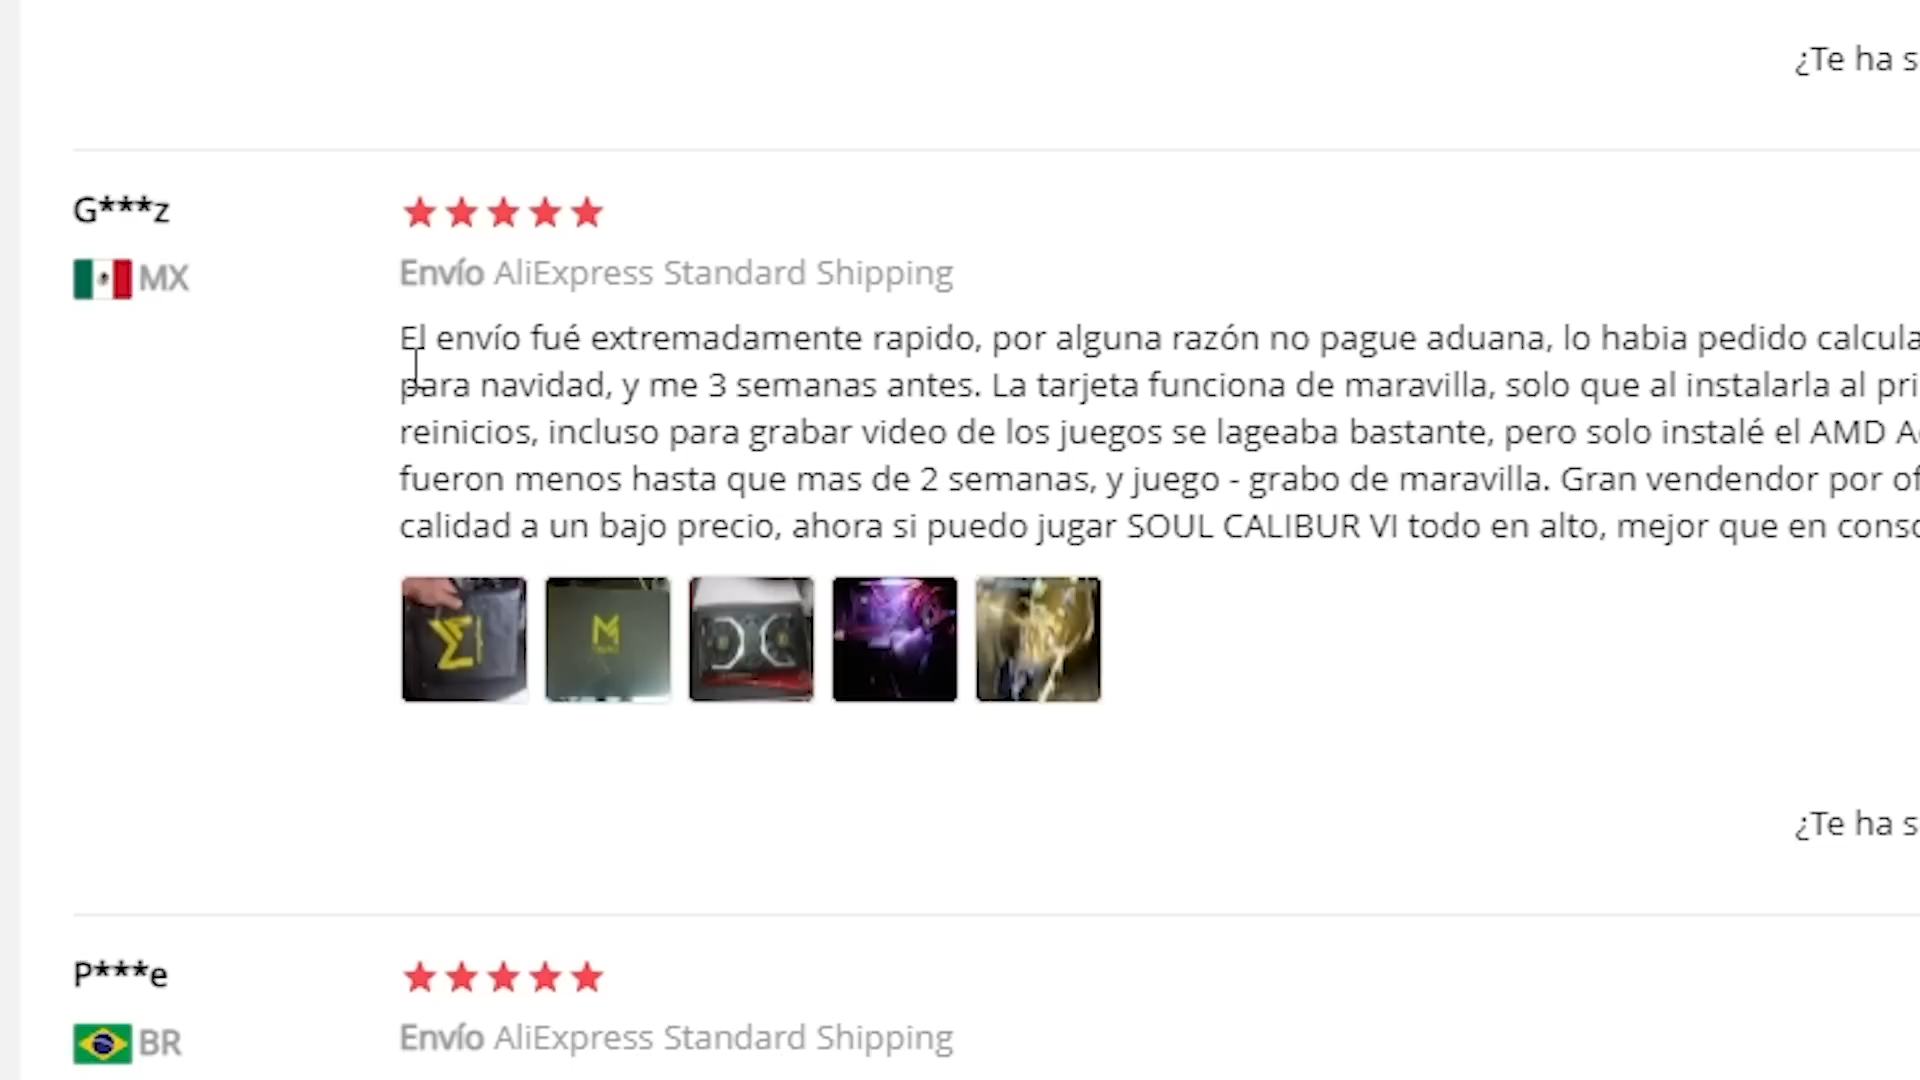 ¿Te ha s
G***z
MX
Envío AliExpress Standard Shipping
El envío fué extremadamente rapido, por alguna razón no pague aduana, lo habia pedido calcula
para navidad, y me 3 semanas antes. La tarjeta funciona de maravilla, solo que al instalarla al pri
reinicios, incluso para grabar video de los juegos se lageaba bastante, pero solo instalé el AMD A
fueron menos hasta que mas de 2 semanas, y juego - grabo de maravilla. Gran vendendor por of
calidad a un bajo precio, ahora si puedo jugar SOUL CALIBUR VI todo en alto, mejor que en conso
¿Te ha s
P***e
BR
Envío AliExpress Standard Shipping